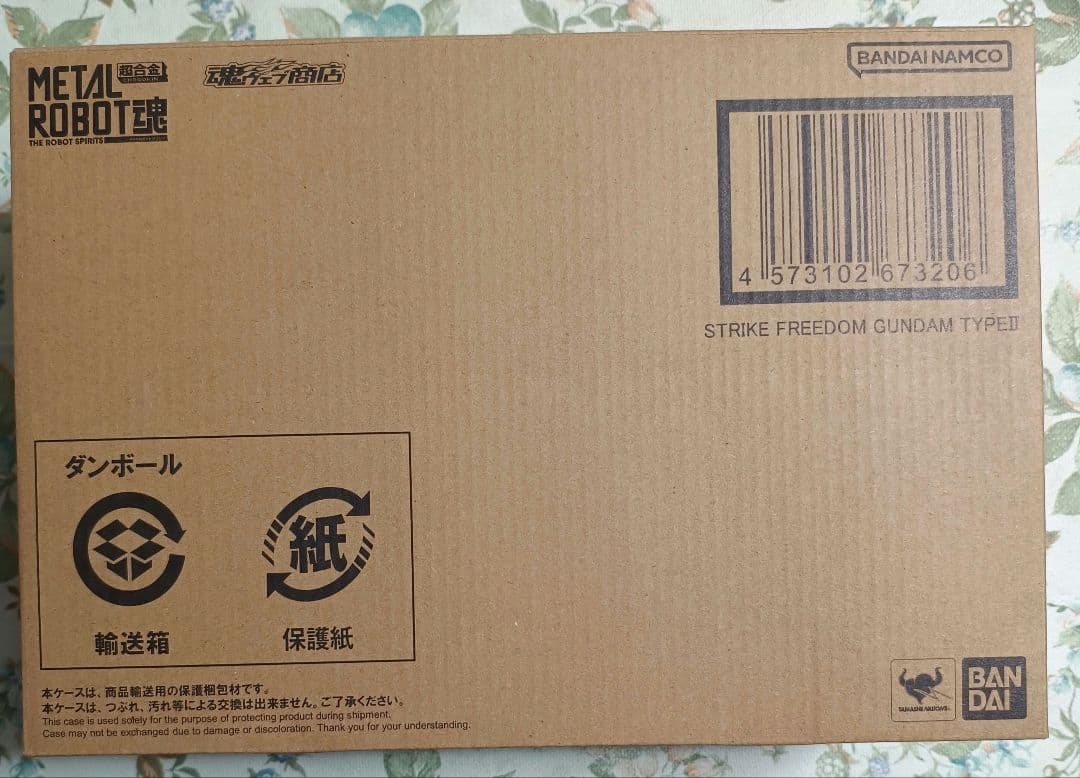 METAL 超合金
CHOGOKIN
ROBOT魂
THE ROBOT SPIRITS
魂ウェブ商店
BANDAI NAMCO
4 573102 673206
STRIKE FREEDOM GUNDAM TYPEⅡ
ダンボール
紙
輸送箱
保護紙
本ケースは、商品輸送用の保護梱包材です。
本ケースは、つぶれ、汚れ等による交換は出来ません。ご了承ください。
This case is used solely for the purpose of protecting product during shipment.
Case may not be exchanged due to damage or discoloration. Thank you for your understanding.
TAMASHII NATIONS
BAN
DAI